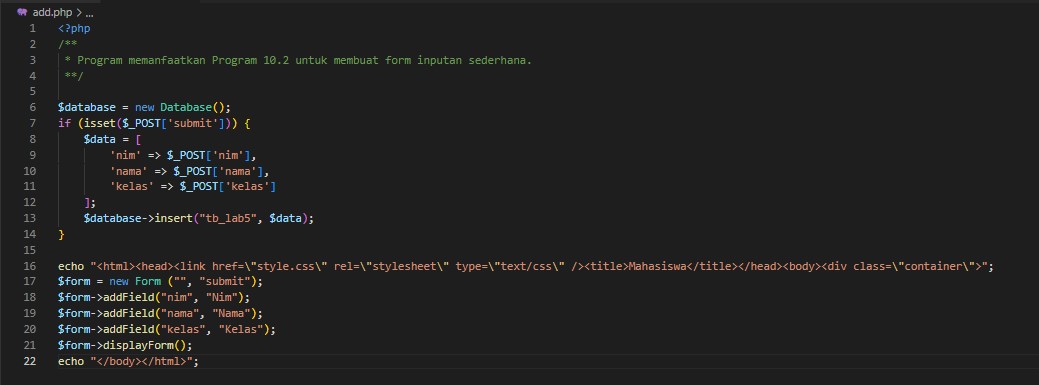 add.php > ...
1 <?php
2 /**
3  * Program memanfaatkan Program 10.2 untuk membuat form inputan sederhana.
4  **/
5
6 $database = new Database();
7 if (isset($_POST['submit'])) {
8     $data = [
9         'nim' => $_POST['nim'],
10         'nama' => $_POST['nama'],
11         'kelas' => $_POST['kelas']
12     ];
13     $database->insert("tb_lab5", $data);
14 }
15
16 echo "<html><head><link href=\"style.css\" rel=\"stylesheet\" type=\"text/css\" /><title>Mahasiswa</title></head><body><div class=\"container\">";
17 $form = new Form ("", "submit");
18 $form->addField("nim", "Nim");
19 $form->addField("nama", "Nama");
20 $form->addField("kelas", "Kelas");
21 $form->displayForm();
22 echo "</body></html>";